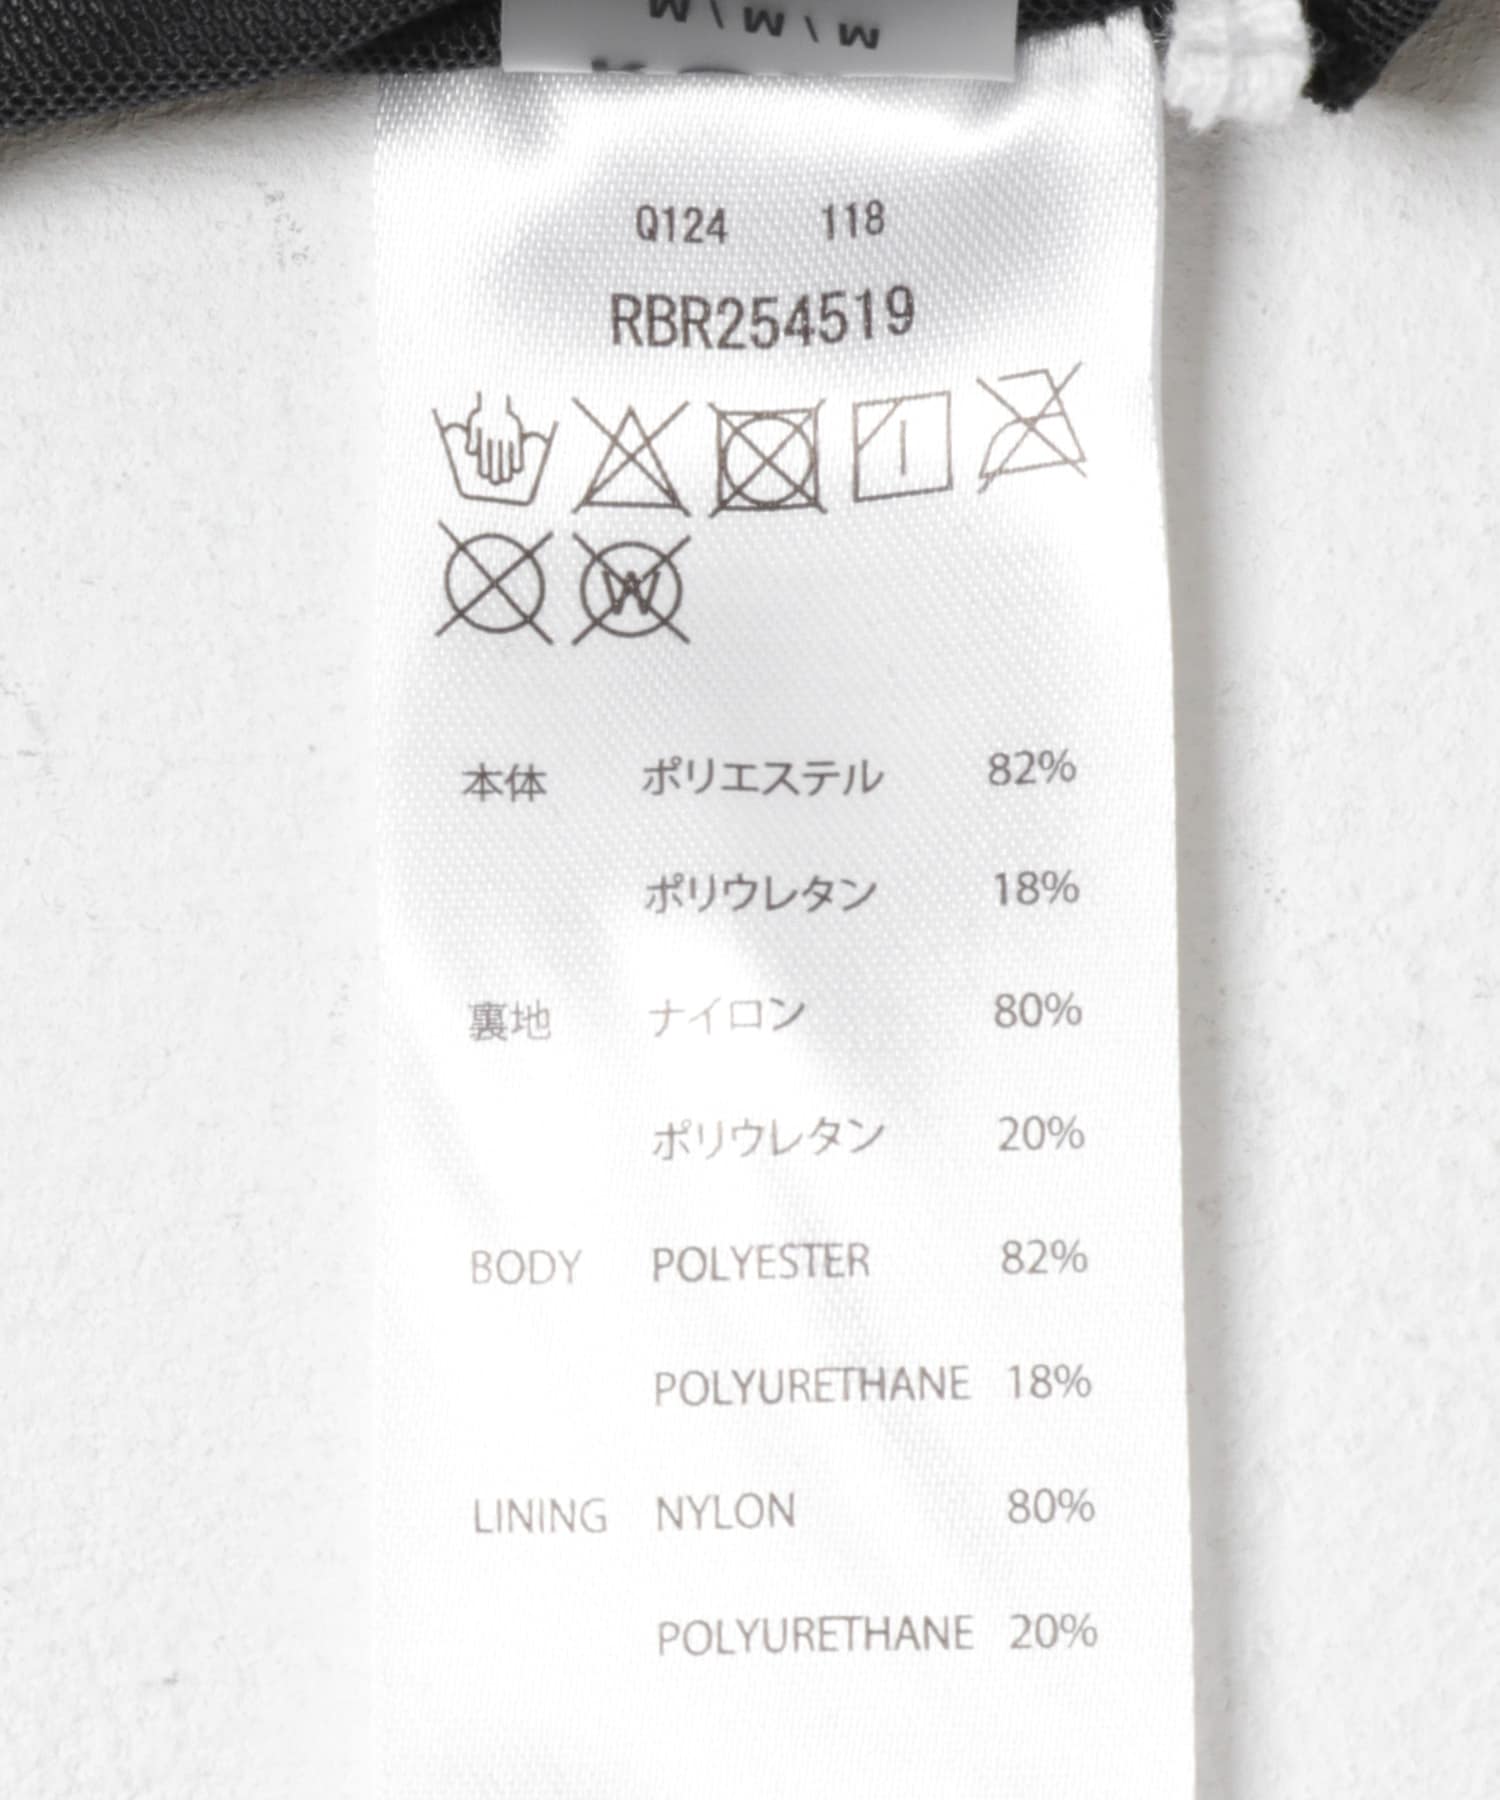 M / M / M
Q124 118
RBR254519
W
本体 ポリエステル 82%
ポリウレタン 18%
裏地 ナイロン 80%
ポリウレタン 20%
BODY POLYESTER 82%
POLYURETHANE 18%
LINING NYLON 80%
POLYURETHANE 20%